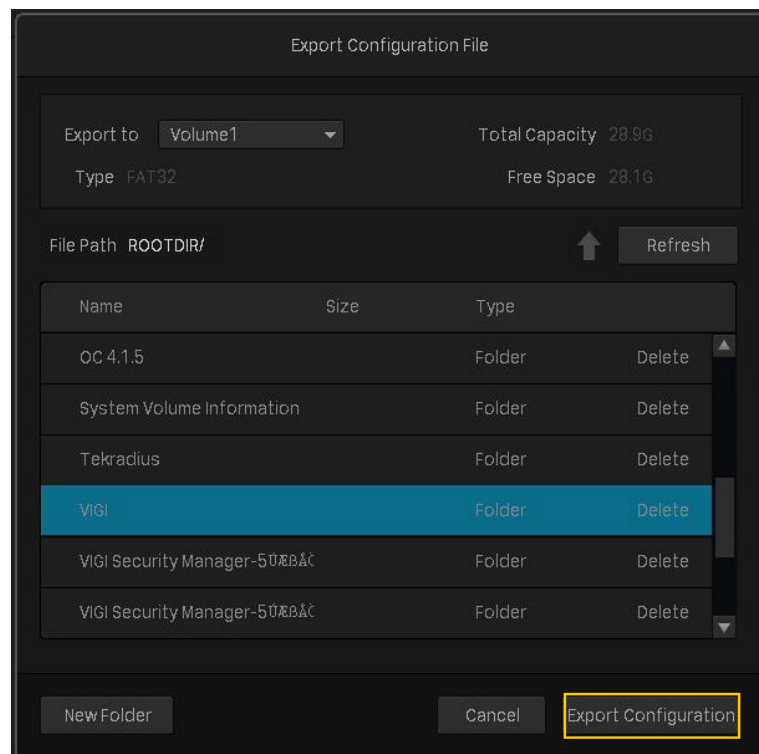 Export Configuration File
Export to Volume1 Total Capacity 28.9G
Type FAT32 Free Space 28.1G
File Path ROOTDIR/ Refresh
Name Size Type
OC 4.1.5 Folder Delete
System Volume Information Folder Delete
Tekradius Folder Delete
VIGI Folder Delete
VIGI Security Manager-5ÙÆßÅĊ Folder Delete
VIGI Security Manager-5ÙÆßÅĊ Folder Delete
New Folder Cancel Export Configuration